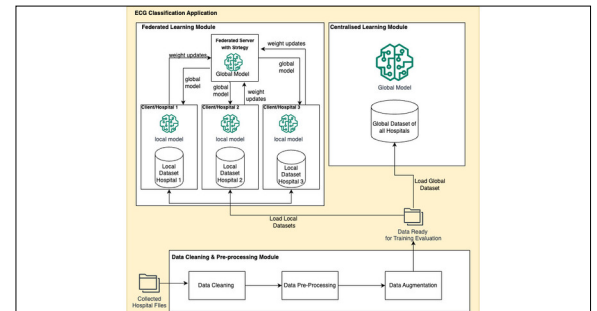 ECG Classification Application
Federated Learning Module
Federated Server
with Strtegy
Global Model
weight updates
weight updates
global
model
global
model
global
model
weight
updates
Client/Hospital 1
local model
Local
Dataset
Hospital 1
Client/Hospital 2
local model
Local
Dataset
Hospital 2
Client/Hospital 3
local model
Local
Dataset
Hospital 3
Centralised Learning Module
Global Model
Global Dataset of
all Hospitals
Load Global
Dataset
Load Local
Datasets
Data Ready
for Training Evaluation
Data Cleaning & Pre-processing Module
Collected
Hospital Files
Data Cleaning
Data Pre-Processing
Data Augmentation